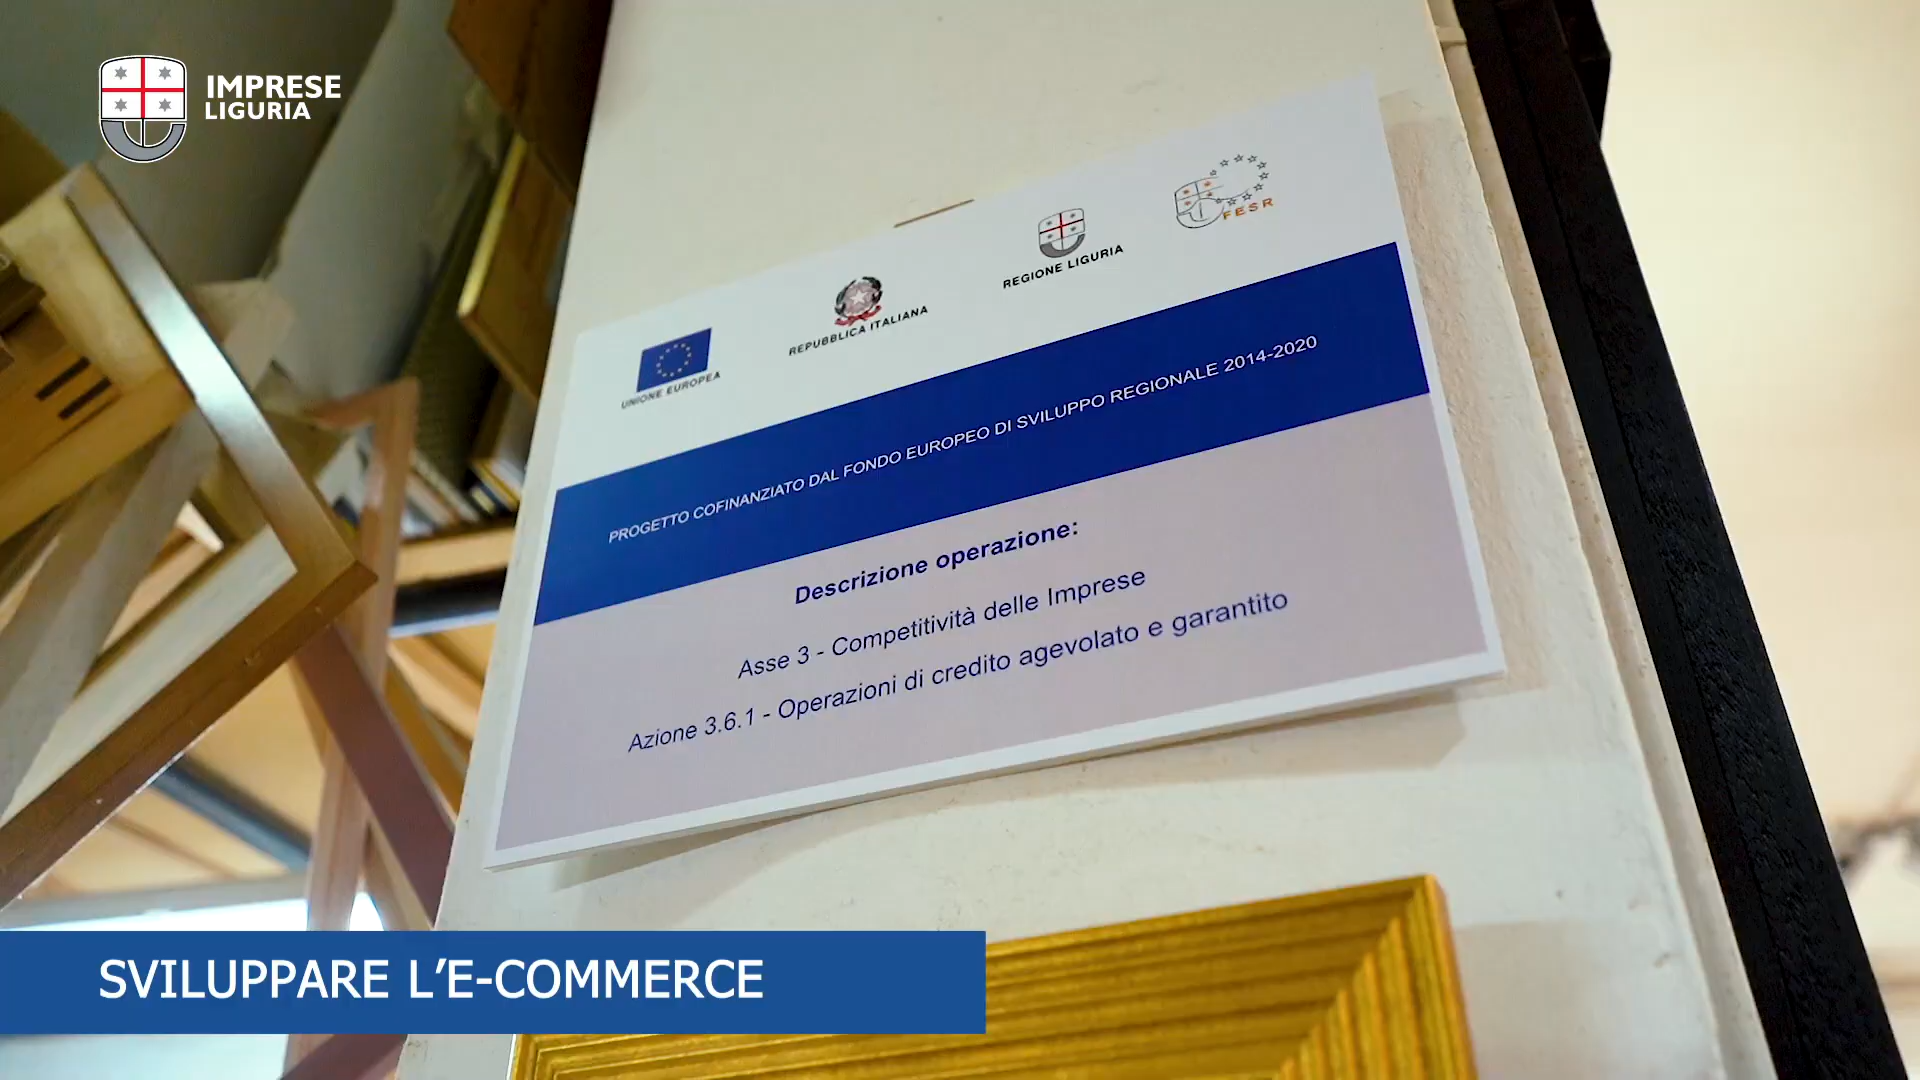 IMPRESE
LIGURIA
UNIONE EUROPEA
REPUBBLICA ITALIANA
REGIONE LIGURIA
FESR
PROGETTO COFINANZIATO DAL FONDO EUROPEO DI SVILUPPO REGIONALE 2014-2020
Descrizione operazione:
Asse 3 - Competitività delle Imprese
Azione 3.6.1 - Operazioni di credito agevolato e garantito
SVILUPPARE L’E-COMMERCE